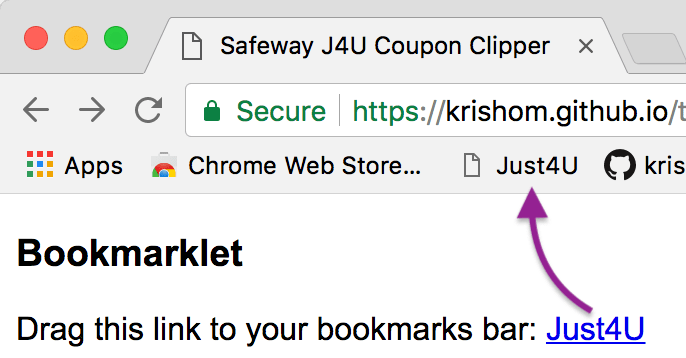 Safeway J4U Coupon Clipper
Secure https://krishom.github.io/t
Apps Chrome Web Store… Just4U kris
Bookmarklet
Drag this link to your bookmarks bar: Just4U